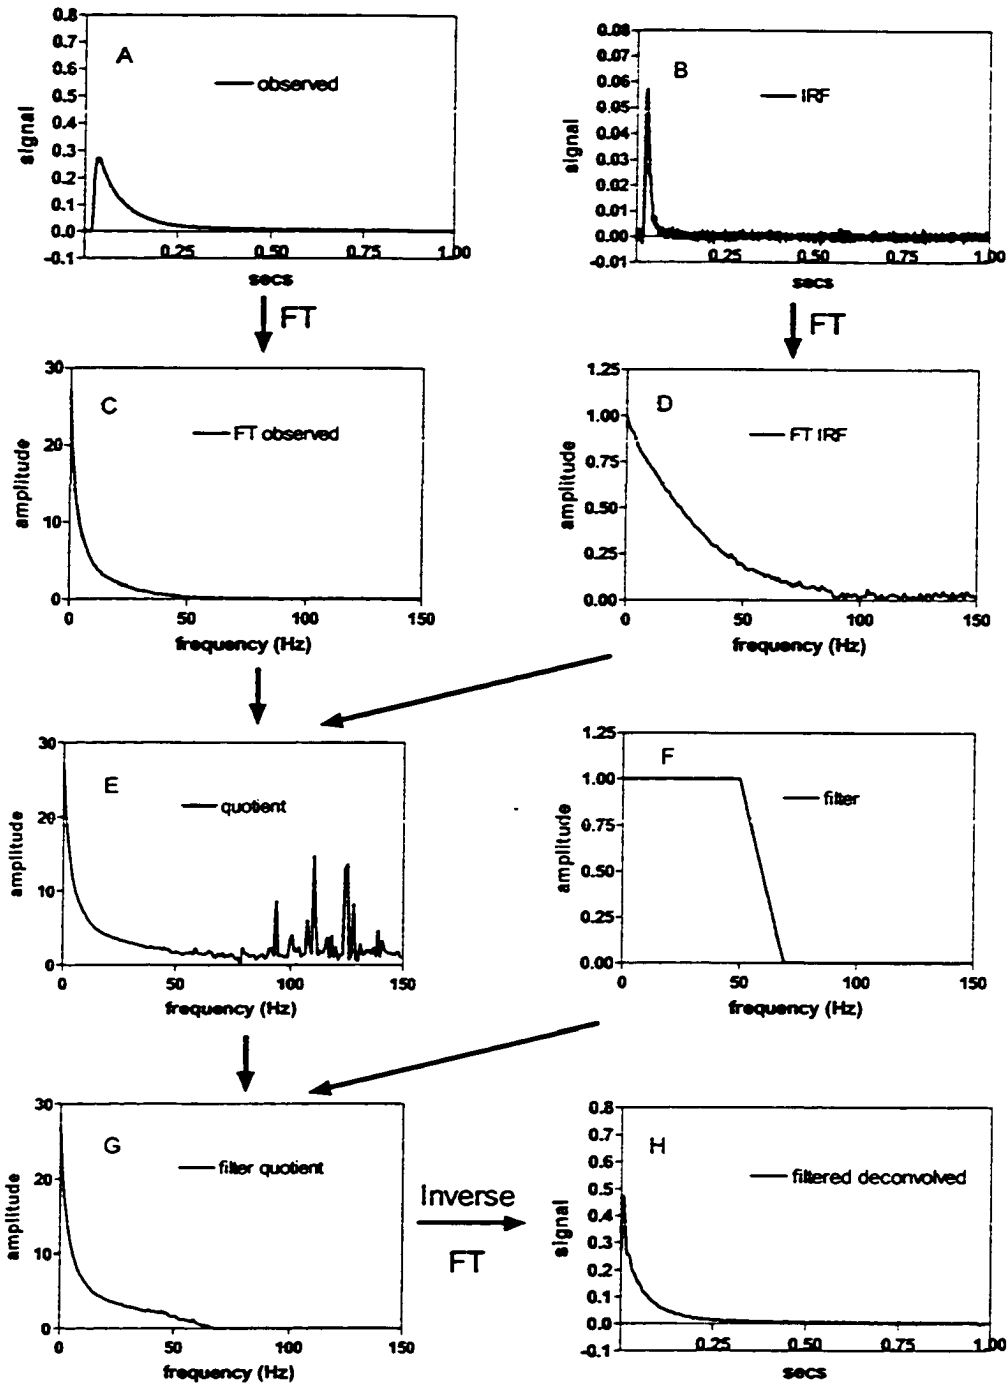 A
observed
signal
0.8
0.7
0.6
0.5
0.4
0.3
0.2
0.1
0.0
-0.1
0.25
0.50
0.75
1.00
secs
B
IRF
signal
0.08
0.07
0.06
0.05
0.04
0.03
0.02
0.01
0.00
-0.01
0.25
0.50
0.75
1.00
secs
FT
FT
C
FT observed
amplitude
30
20
10
0
0
50
100
150
frequency (Hz)
D
FT IRF
amplitude
1.25
1.00
0.75
0.50
0.25
0.00
0
50
100
150
frequency (Hz)
E
quotient
amplitude
30
20
10
0
0
50
100
150
frequency (Hz)
F
filter
amplitude
1.25
1.00
0.75
0.50
0.25
0.00
0
50
100
150
frequency (Hz)
G
filter quotient
amplitude
30
20
10
0
0
50
100
150
frequency (Hz)
Inverse
FT
H
filtered deconvolved
signal
0.8
0.7
0.6
0.5
0.4
0.3
0.2
0.1
0.0
-0.1
0.25
0.50
0.75
1.00
secs